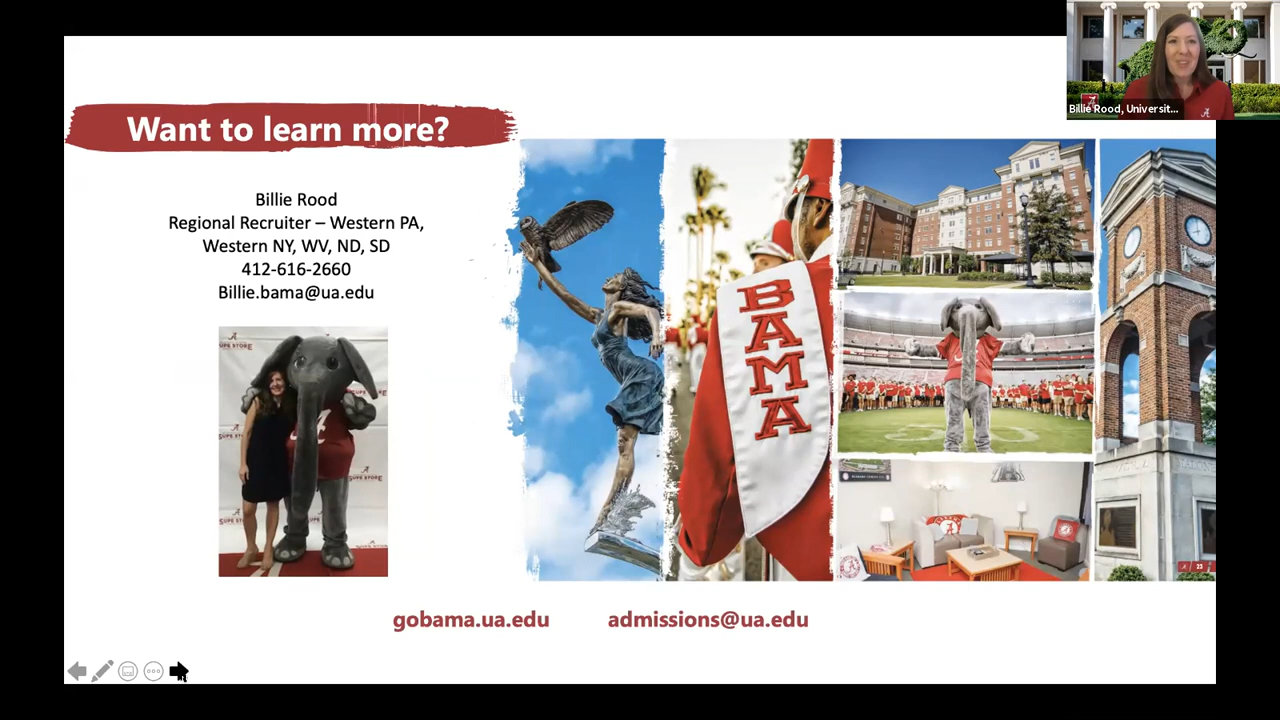 Want to learn more?
Billie Rood
Regional Recruiter – Western PA,
Western NY, WV, ND, SD
412-616-2660
Billie.bama@ua.edu
BAMA
gobama.ua.edu
admissions@ua.edu
Billie Rood, Universit...
23